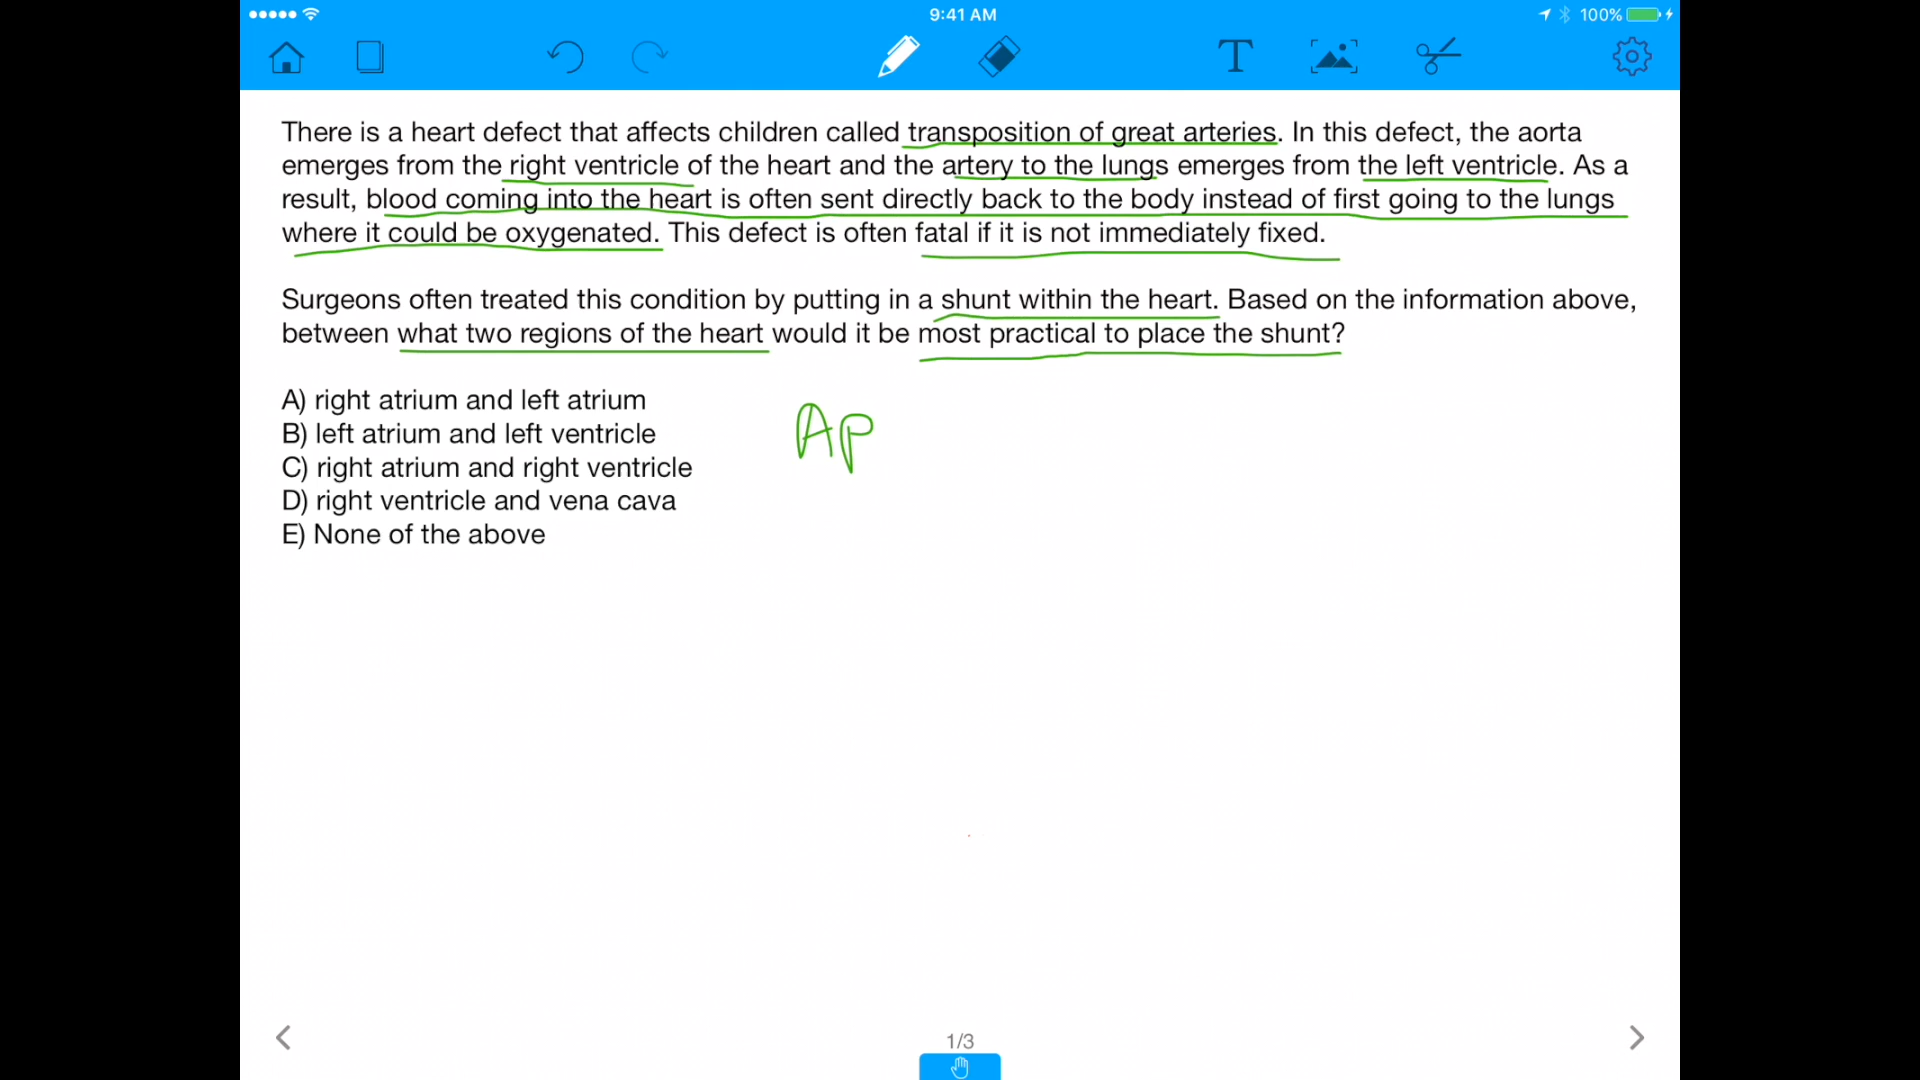 9:41 AM
100%
T
There is a heart defect that affects children called transposition of great arteries. In this defect, the aorta
emerges from the right ventricle of the heart and the artery to the lungs emerges from the left ventricle. As a
result, blood coming into the heart is often sent directly back to the body instead of first going to the lungs
where it could be oxygenated. This defect is often fatal if it is not immediately fixed.
Surgeons often treated this condition by putting in a shunt within the heart. Based on the information above,
between what two regions of the heart would it be most practical to place the shunt?
A) right atrium and left atrium
B) left atrium and left ventricle
C) right atrium and right ventricle
D) right ventricle and vena cava
E) None of the above
Ap
1/3